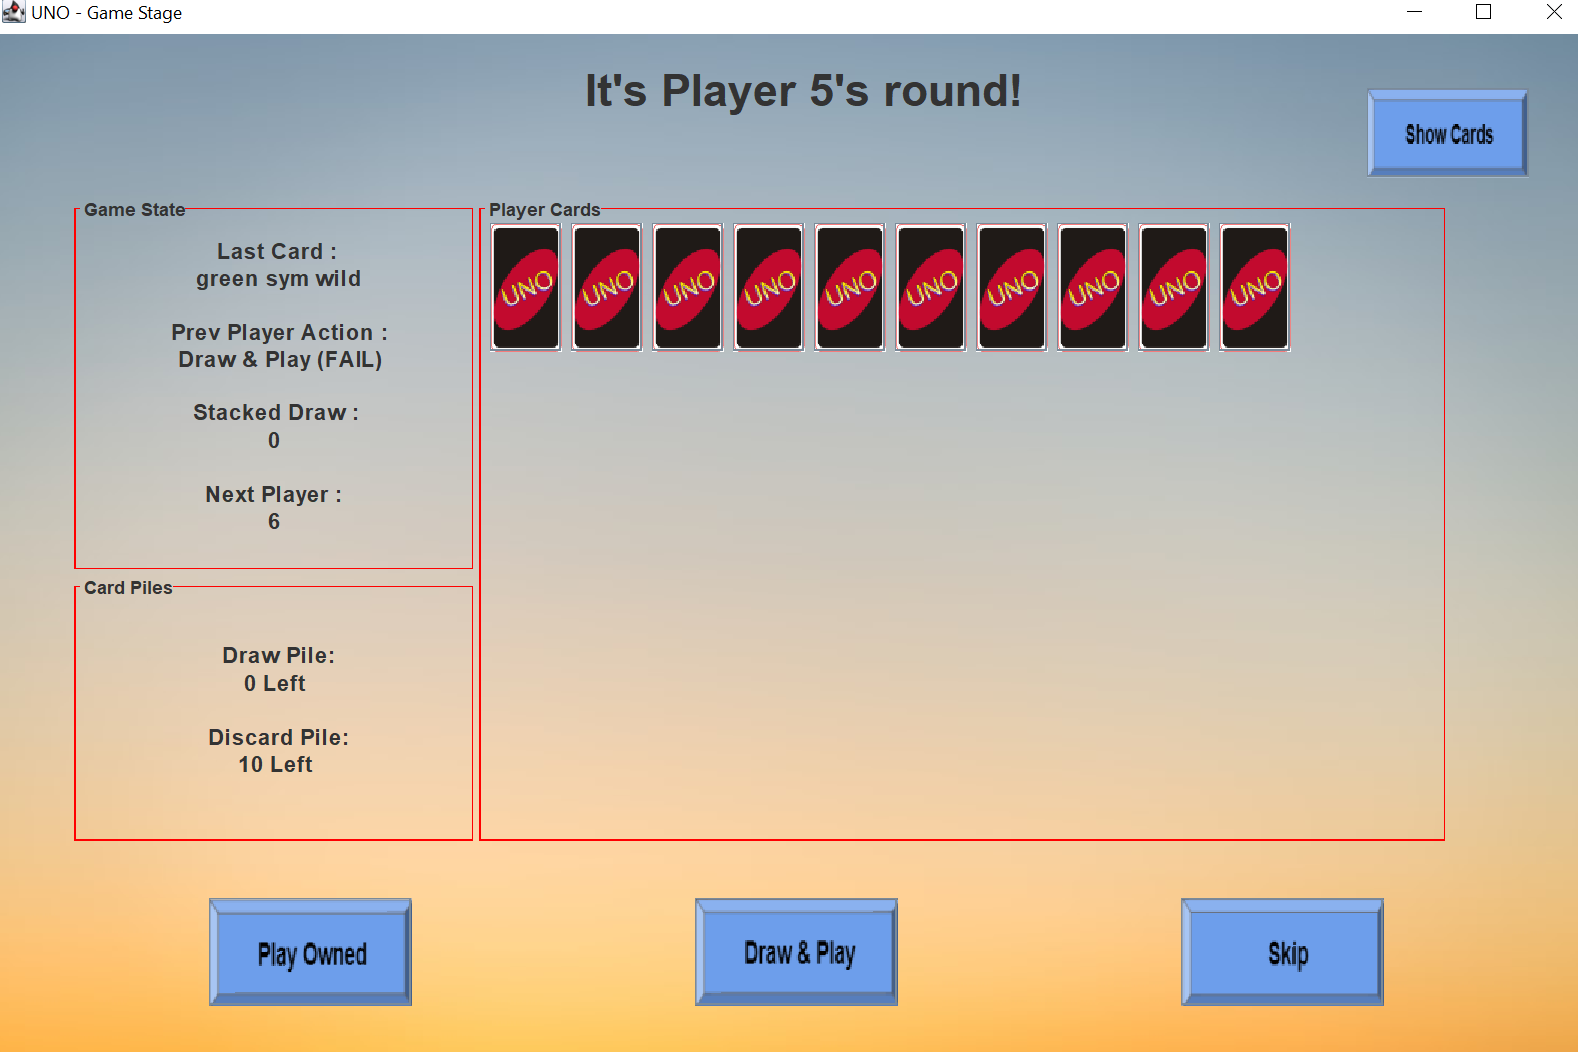 UNO - Game Stage
It's Player 5's round!
Show Cards
Game State
Last Card :
green sym wild
Prev Player Action :
Draw & Play (FAIL)
Stacked Draw :
0
Next Player :
6
Player Cards
UNO UNO UNO UNO UNO UNO UNO UNO UNO UNO
Card Piles
Draw Pile:
0 Left
Discard Pile:
10 Left
Play Owned
Draw & Play
Skip